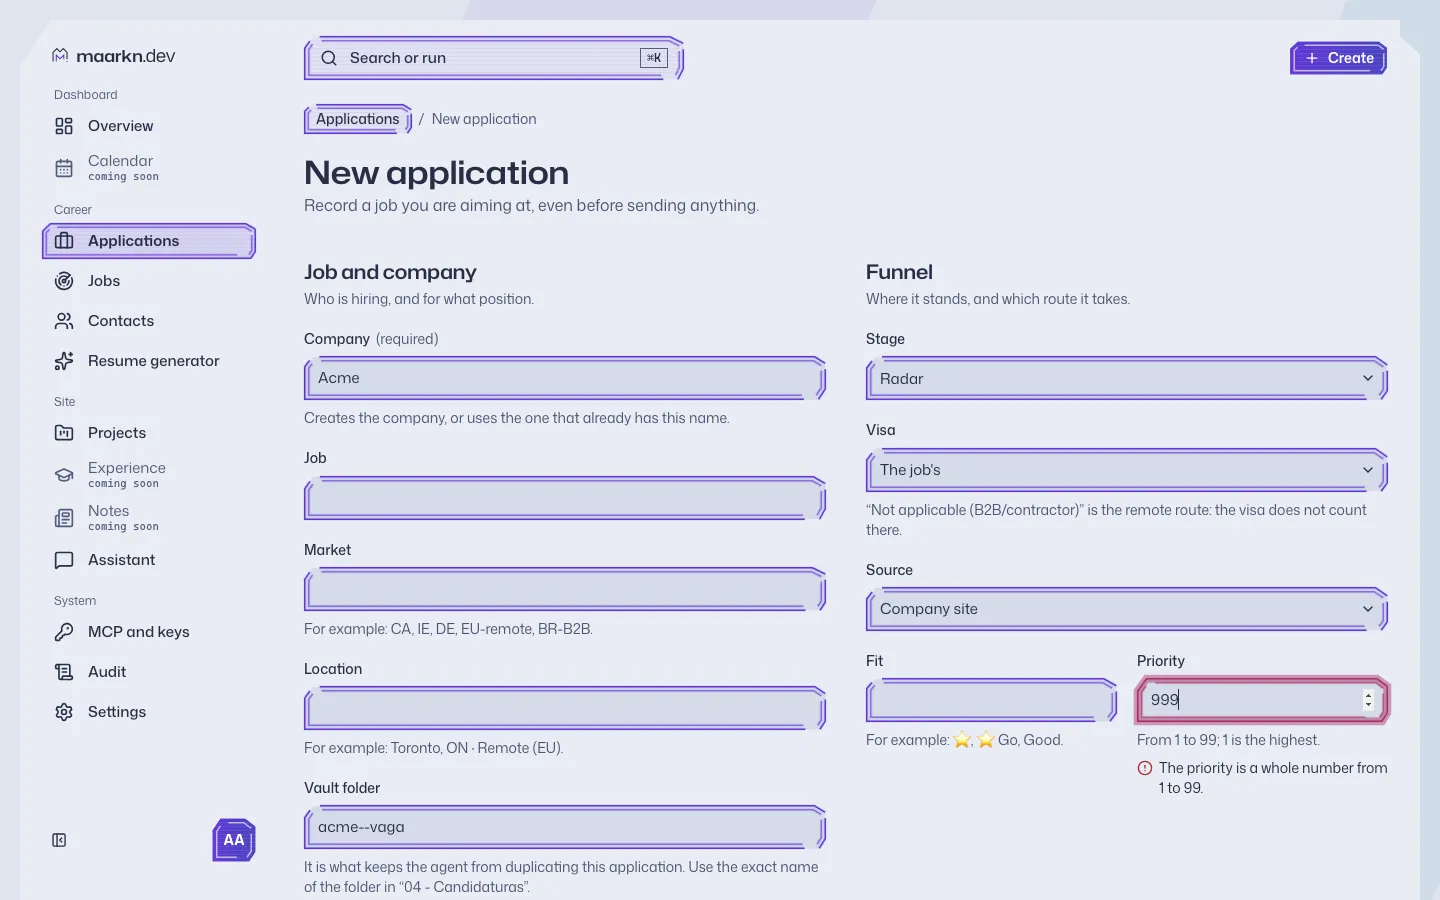 maarkn.dev
Dashboard
Overview
Calendar
coming soon
Career
Applications
Jobs
Contacts
Resume generator
Site
Projects
Experience
coming soon
Notes
coming soon
Assistant
System
MCP and keys
Audit
Settings
AA
Search or run
⌘K
+ Create
Applications / New application
New application
Record a job you are aiming at, even before sending anything.
Job and company
Who is hiring, and for what position.
Company (required)
Acme
Creates the company, or uses the one that already has this name.
Job
Market
For example: CA, IE, DE, EU-remote, BR-B2B.
Location
For example: Toronto, ON · Remote (EU).
Vault folder
acme--vaga
It is what keeps the agent from duplicating this application. Use the exact name
of the folder in “04 - Candidaturas”.
Funnel
Where it stands, and which route it takes.
Stage
Radar
Visa
The job's
“Not applicable (B2B/contractor)” is the remote route: the visa does not count
there.
Source
Company site
Fit
For example: ⭐, ⭐ Go, Good.
Priority
999
From 1 to 99; 1 is the highest.
The priority is a whole number from
1 to 99.